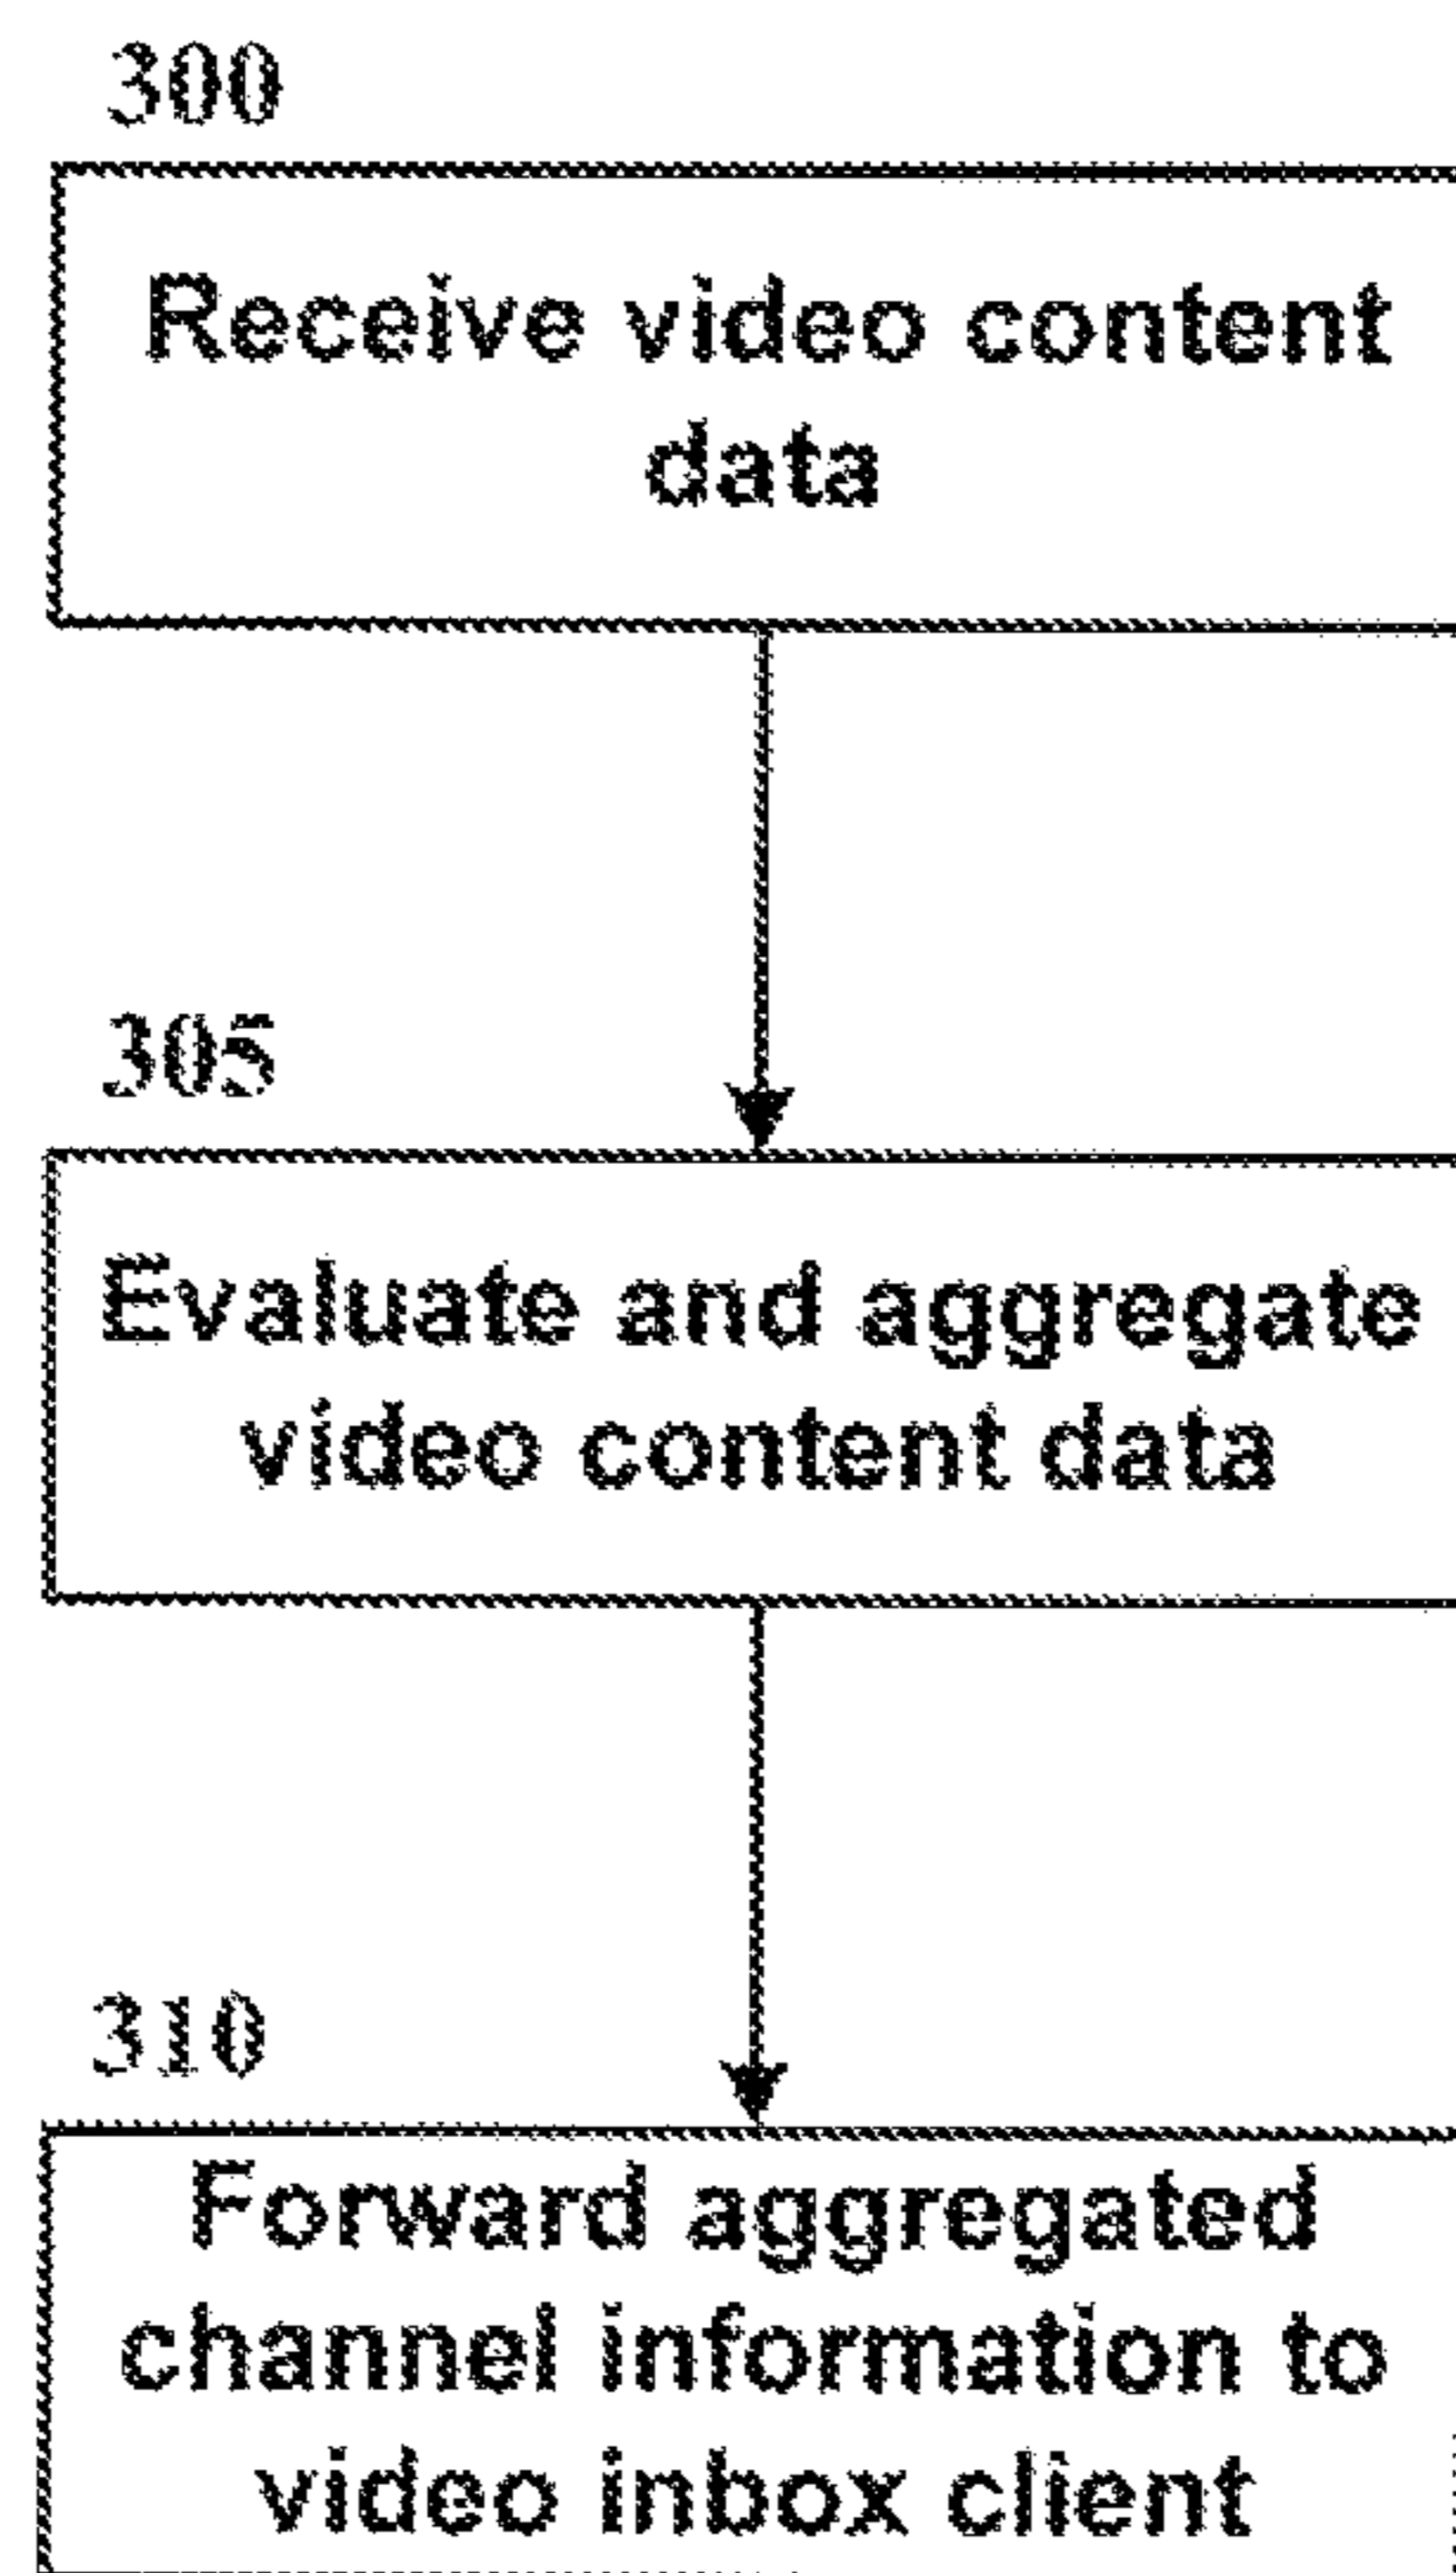 300
Receive video content
data
305
Evaluate and aggregate
video content data
310
Forward aggregated
channel information to
video inbox client